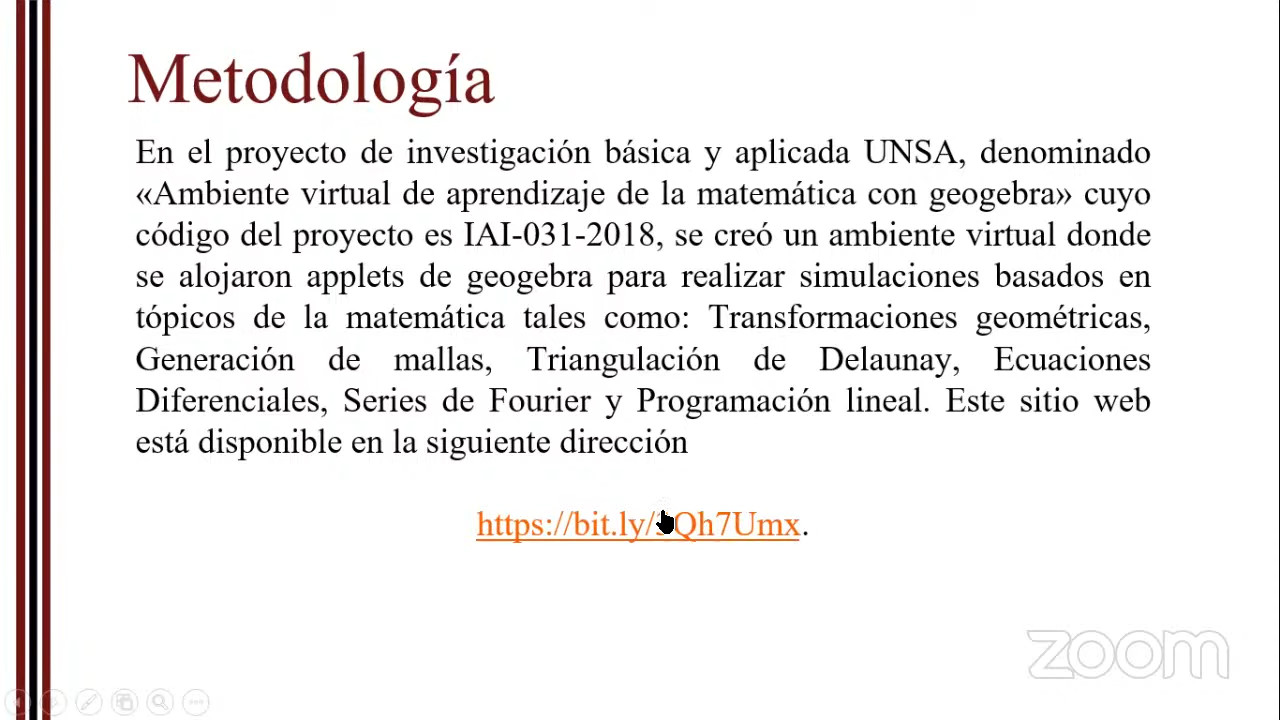 Metodología
En el proyecto de investigación básica y aplicada UNSA, denominado
«Ambiente virtual de aprendizaje de la matemática con geogebra» cuyo
código del proyecto es IAI-031-2018, se creó un ambiente virtual donde
se alojaron applets de geogebra para realizar simulaciones basados en
tópicos de la matemática tales como: Transformaciones geométricas,
Generación de mallas, Triangulación de Delaunay, Ecuaciones
Diferenciales, Series de Fourier y Programación lineal. Este sitio web
está disponible en la siguiente dirección
zoom